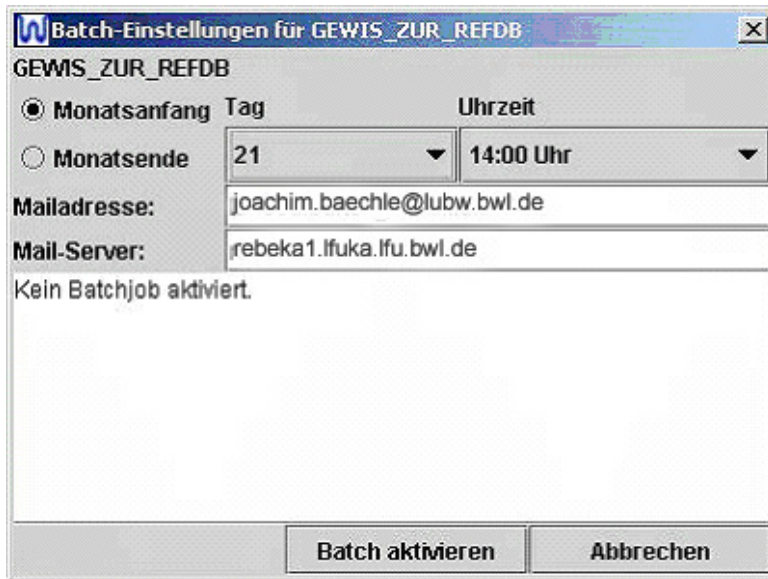 Batch-Einstellungen für GEWIS_ZUR_REFDB
GEWIS_ZUR_REFDB
Monatsanfang Tag Uhrzeit
Monatsende 21 14:00 Uhr
Mailadresse: joachim.baechle@lubw.bwl.de
Mail-Server: rebeka1.lfuka.lfu.bwl.de
Kein Batchjob aktiviert.
Batch aktivieren Abbrechen